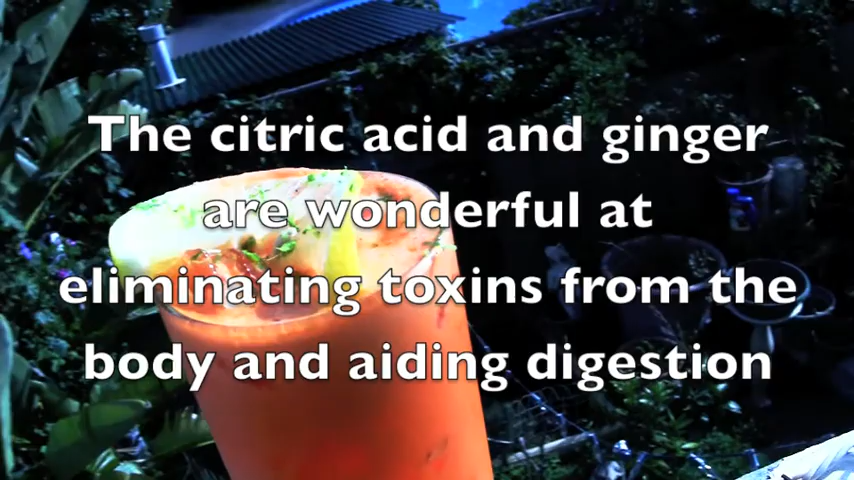 The citric acid and ginger
are wonderful at
eliminating toxins from the
body and aiding digestion